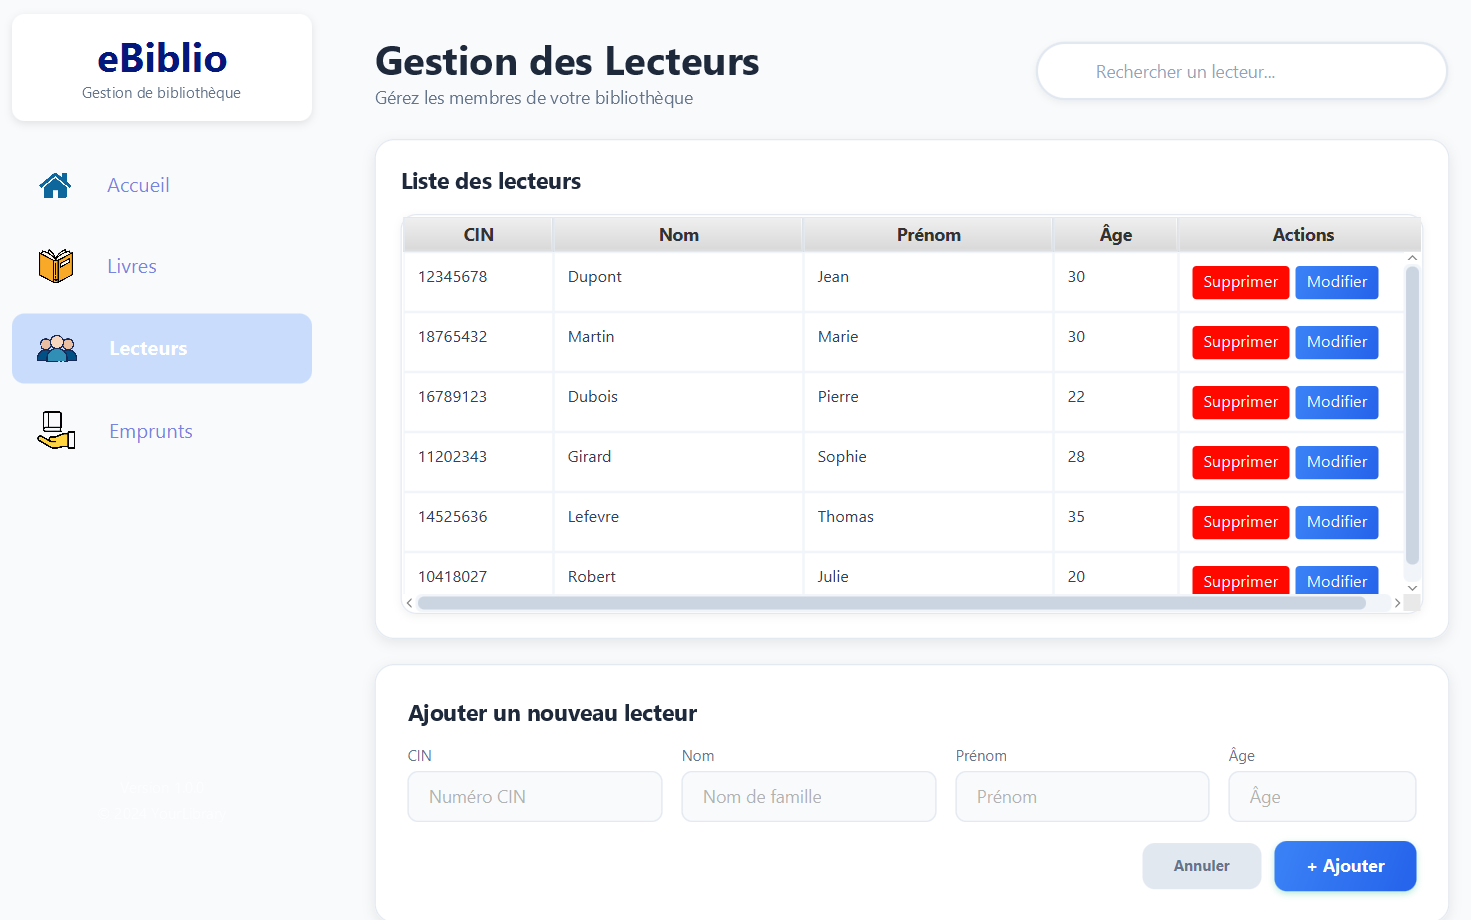 eBiblio
Gestion de bibliothèque
Accueil
Livres
Lecteurs
Emprunts
Gestion des Lecteurs
Gérez les membres de votre bibliothèque
Rechercher un lecteur...
Liste des lecteurs
CIN Nom Prénom Âge Actions
12345678 Dupont Jean 30 Supprimer Modifier
18765432 Martin Marie 30 Supprimer Modifier
16789123 Dubois Pierre 22 Supprimer Modifier
11202343 Girard Sophie 28 Supprimer Modifier
14525636 Lefevre Thomas 35 Supprimer Modifier
10418027 Robert Julie 20 Supprimer Modifier
Ajouter un nouveau lecteur
CIN Nom Prénom Âge
Numéro CIN Nom de famille Prénom Âge
Annuler + Ajouter